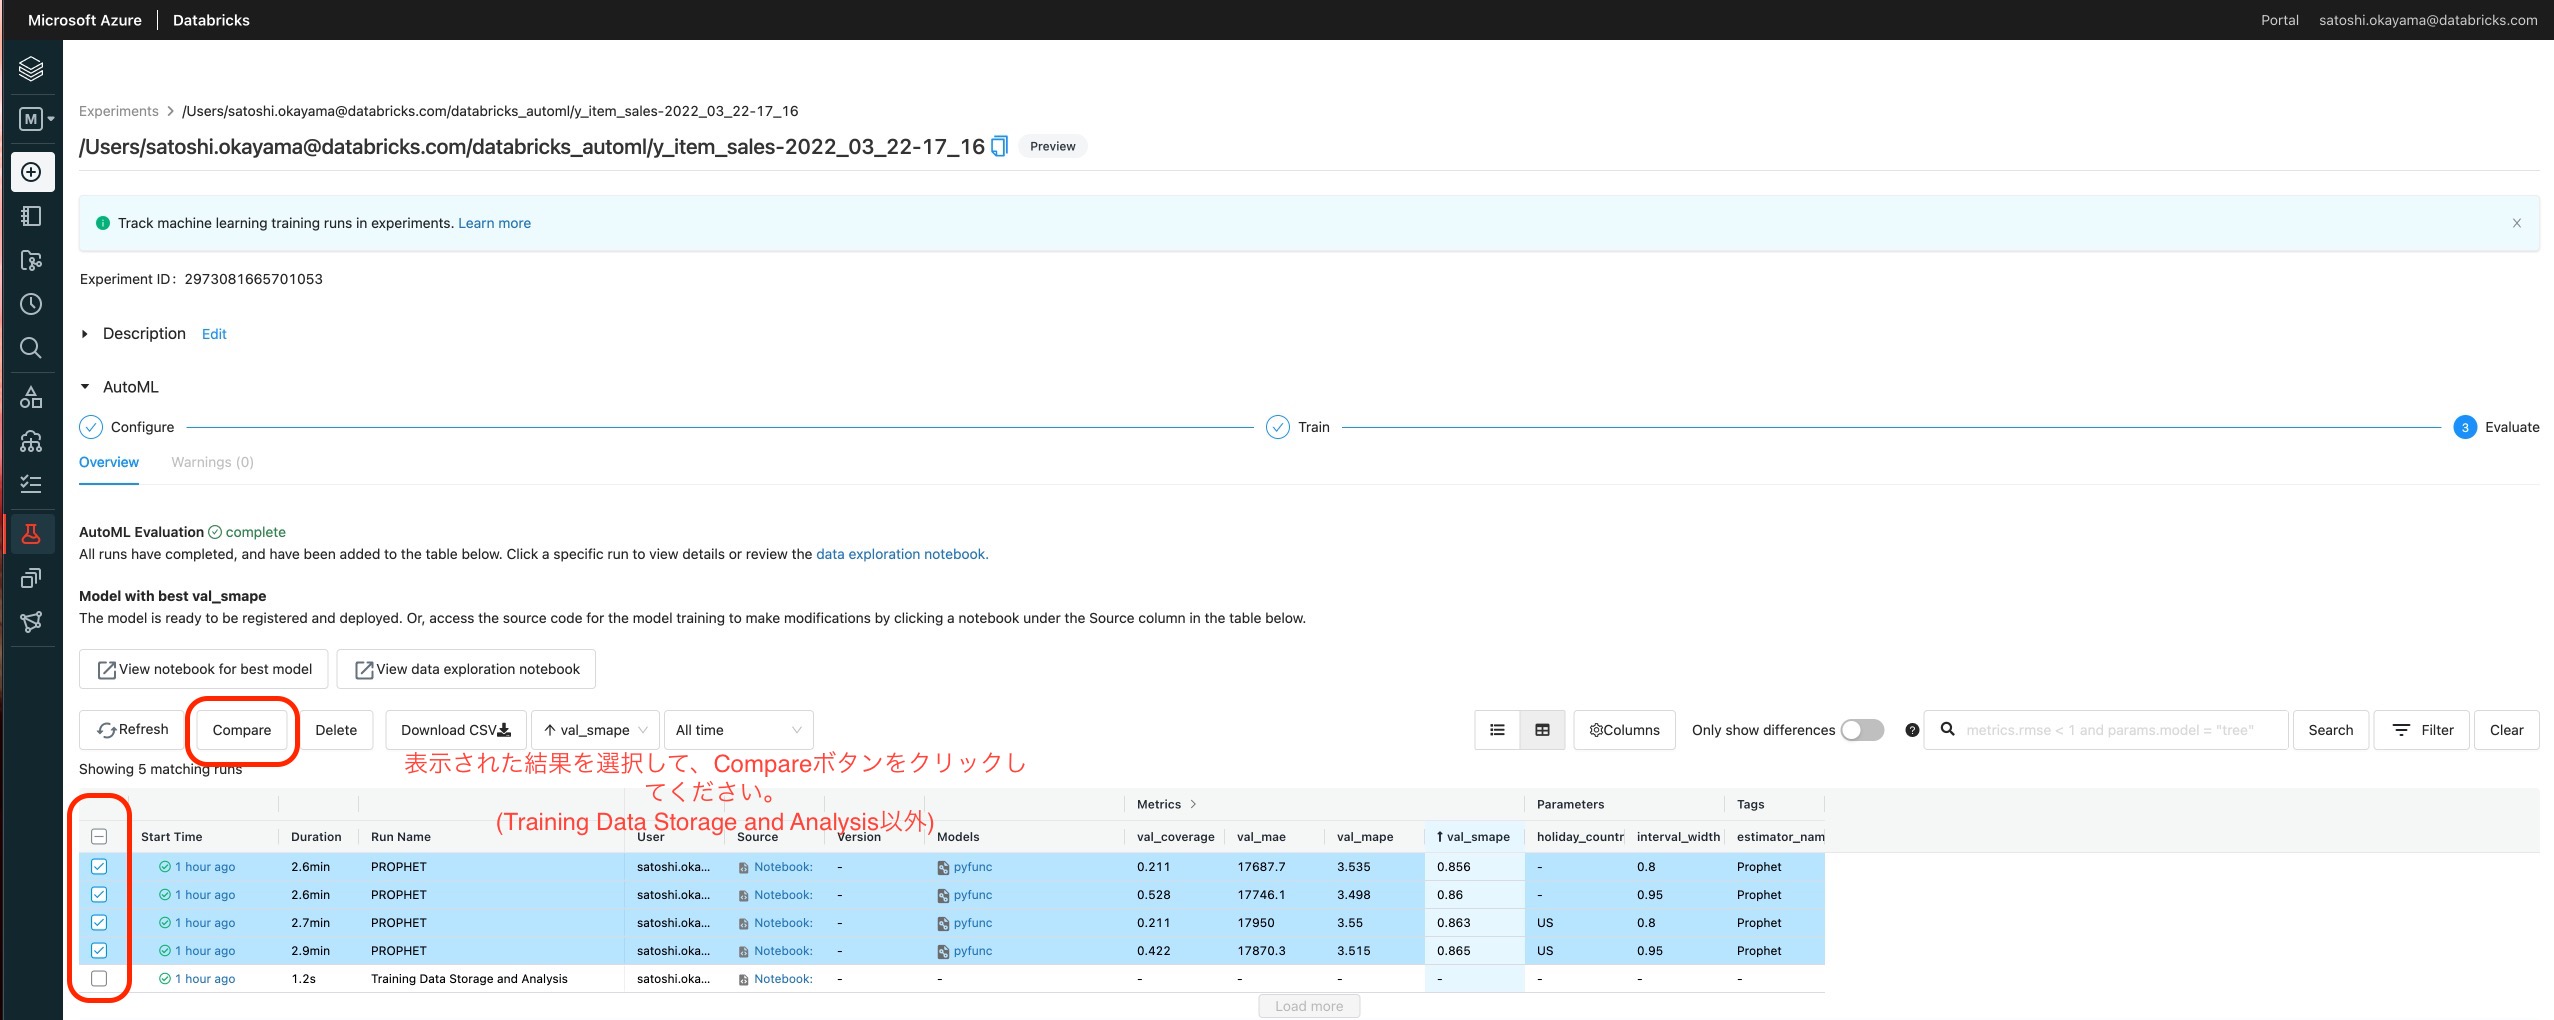 Microsoft Azure Databricks Portal satoshi.okayama@databricks.com
M
Experiments > /Users/satoshi.okayama@databricks.com/databricks_automl/y_item_sales-2022_03_22-17_16
/Users/satoshi.okayama@databricks.com/databricks_automl/y_item_sales-2022_03_22-17_16 Preview
Track machine learning training runs in experiments. Learn more
Experiment ID: 2973081665701053
Description Edit
AutoML
Configure Train 3 Evaluate
Overview Warnings (0)
AutoML Evaluation complete
All runs have completed, and have been added to the table below. Click a specific run to view details or review the data exploration notebook.
Model with best val_smape
The model is ready to be registered and deployed. Or, access the source code for the model training to make modifications by clicking a notebook under the Source column in the table below.
View notebook for best model View data exploration notebook
Refresh Compare Delete Download CSV ↑ val_smape All time Columns Only show differences ? metrics.rmse < 1 and params.model = "tree" Search Filter Clear
表示された結果を選択して、Compareボタンをクリックし
てください。
(Training Data Storage and Analysis以外)
Showing 5 matching runs
Metrics > Parameters Tags
Start Time Duration Run Name User Source Version Models val_coverage val_mae val_mape ↑ val_smape holiday_countr interval_width estimator_nam
1 hour ago 2.6min PROPHET satoshi.oka... Notebook: - pyfunc 0.211 17687.7 3.535 0.856 - 0.8 Prophet
1 hour ago 2.6min PROPHET satoshi.oka... Notebook: - pyfunc 0.528 17746.1 3.498 0.86 - 0.95 Prophet
1 hour ago 2.7min PROPHET satoshi.oka... Notebook: - pyfunc 0.211 17950 3.55 0.863 US 0.8 Prophet
1 hour ago 2.9min PROPHET satoshi.oka... Notebook: - pyfunc 0.422 17870.3 3.515 0.865 US 0.95 Prophet
1 hour ago 1.2s Training Data Storage and Analysis satoshi.oka... Notebook: - - - - - - - - -
Load more